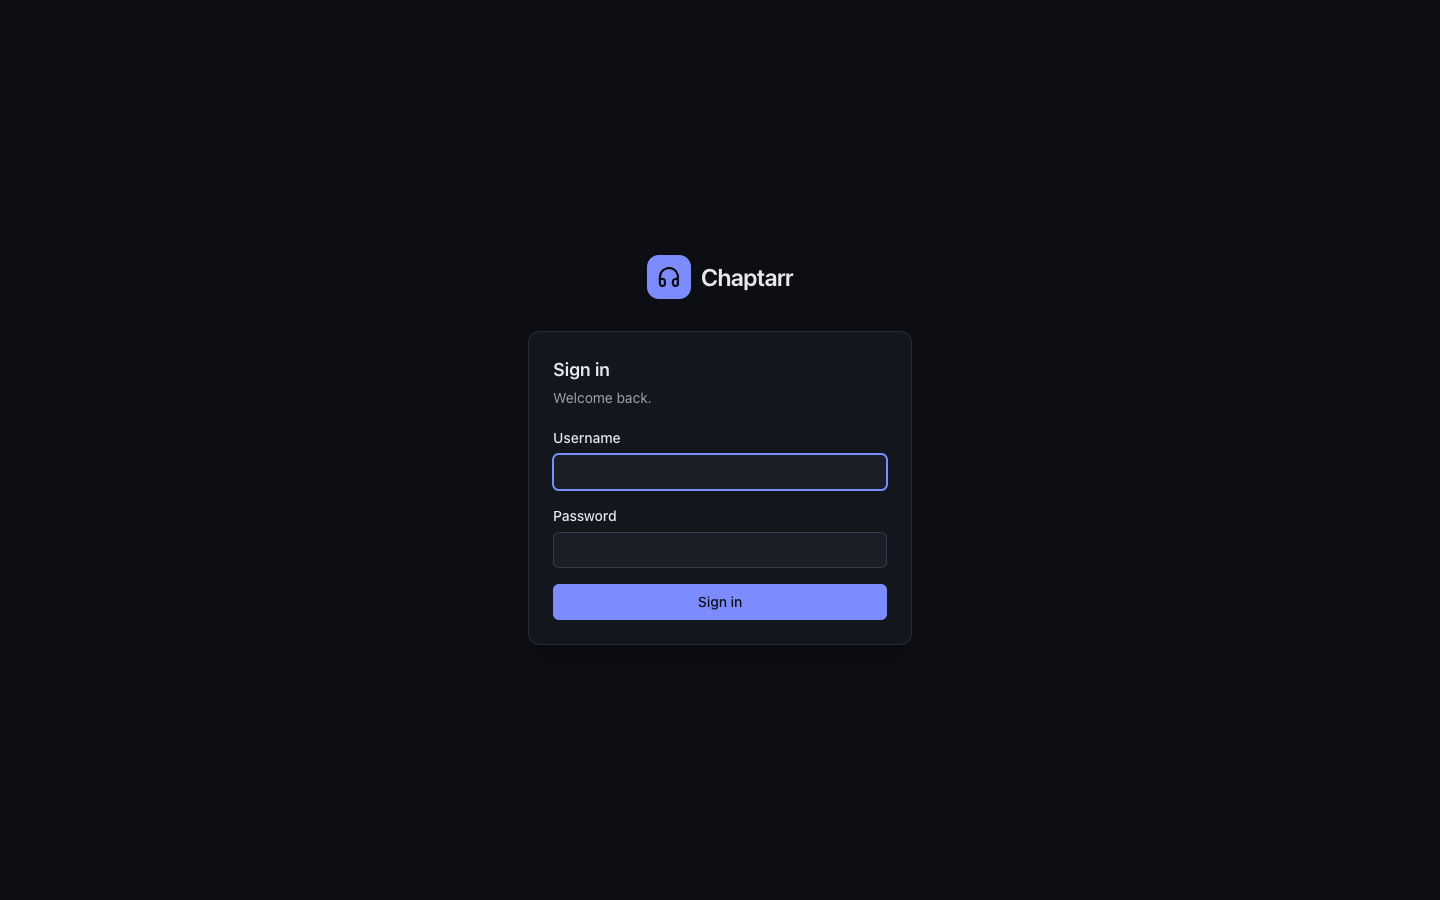 Chaptarr
Sign in
Welcome back.
Username
Password
Sign in